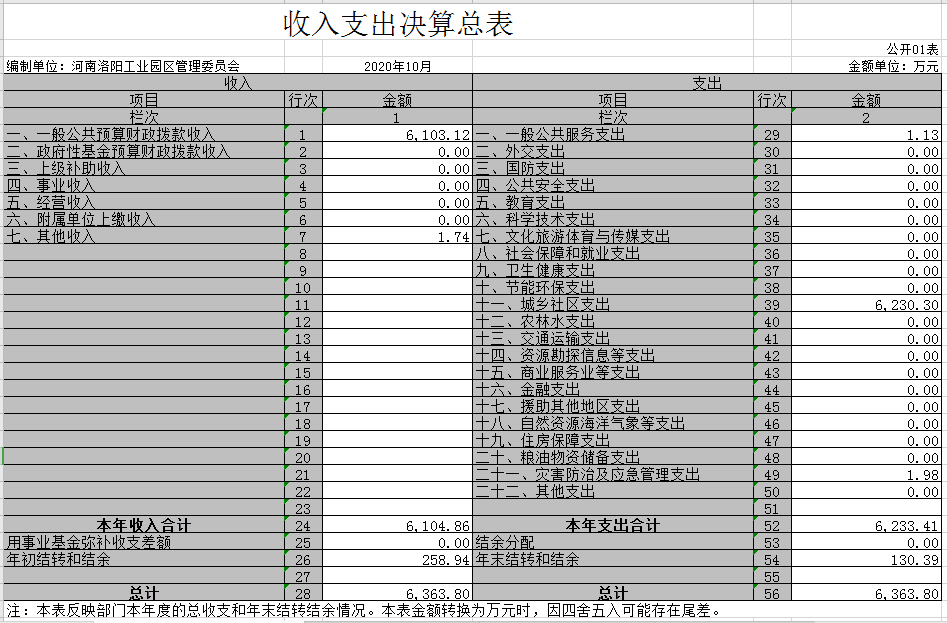 收入支出决算总表
公开01表
编制单位：河南洛阳工业园区管理委员会 2020年10月 金额单位：万元
收入 支出
项目 行次 金额 项目 行次 金额
栏次 1 栏次 2
一、一般公共预算财政拨款收入 1 6,103.12 一、一般公共服务支出 29 1.13
二、政府性基金预算财政拨款收入 2 0.00 二、外交支出 30 0.00
三、上级补助收入 3 0.00 三、国防支出 31 0.00
四、事业收入 4 0.00 四、公共安全支出 32 0.00
五、经营收入 5 0.00 五、教育支出 33 0.00
六、附属单位上缴收入 6 0.00 六、科学技术支出 34 0.00
七、其他收入 7 1.74 七、文化旅游体育与传媒支出 35 0.00
8 八、社会保障和就业支出 36 0.00
9 九、卫生健康支出 37 0.00
10 十、节能环保支出 38 0.00
11 十一、城乡社区支出 39 6,230.30
12 十二、农林水支出 40 0.00
13 十三、交通运输支出 41 0.00
14 十四、资源勘探信息等支出 42 0.00
15 十五、商业服务业等支出 43 0.00
16 十六、金融支出 44 0.00
17 十七、援助其他地区支出 45 0.00
18 十八、自然资源海洋气象等支出 46 0.00
19 十九、住房保障支出 47 0.00
20 二十、粮油物资储备支出 48 0.00
21 二十一、灾害防治及应急管理支出 49 1.98
22 二十二、其他支出 50 0.00
23 51
本年收入合计 24 6,104.86 本年支出合计 52 6,233.41
用事业基金弥补收支差额 25 0.00 结余分配 53 0.00
年初结转和结余 26 258.94 年末结转和结余 54 130.39
27 55
总计 28 6,363.80 总计 56 6,363.80
注：本表反映部门本年度的总收支和年末结转结余情况。本表金额转换为万元时，因四舍五入可能存在尾差。